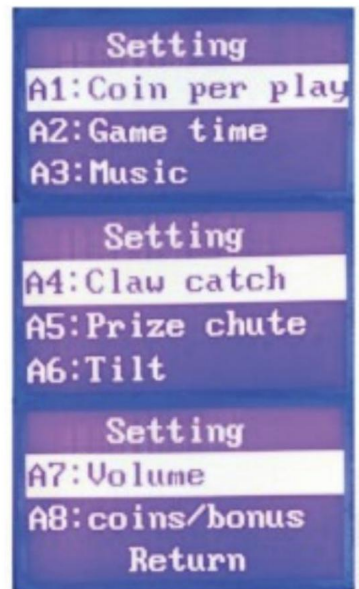 Setting
A1:Coin per play
A2:Game time
A3:Music
Setting
A4:Claw catch
A5:Prize chute
A6:Tilt
Setting
A7:Volume
A8:coins/bonus
Return